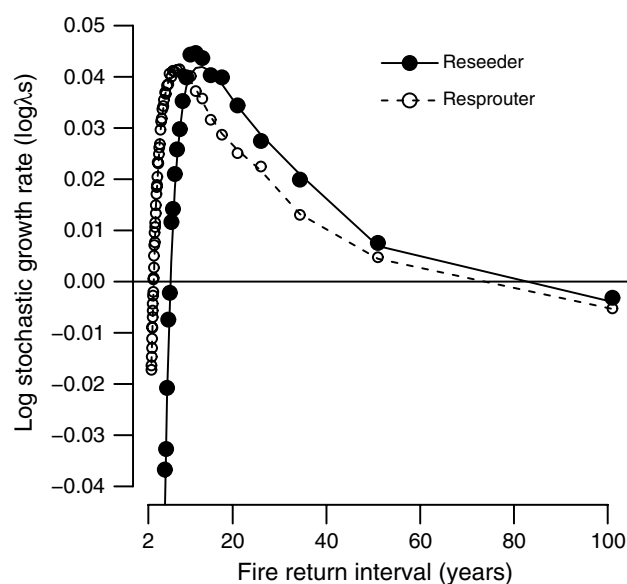 0.05
0.04
0.03
0.02
0.01
0.00
−0.01
−0.02
−0.03
−0.04
Log stochastic growth rate (logλs)
Reseeder
Resprouter
2 20 40 60 80 100
Fire return interval (years)